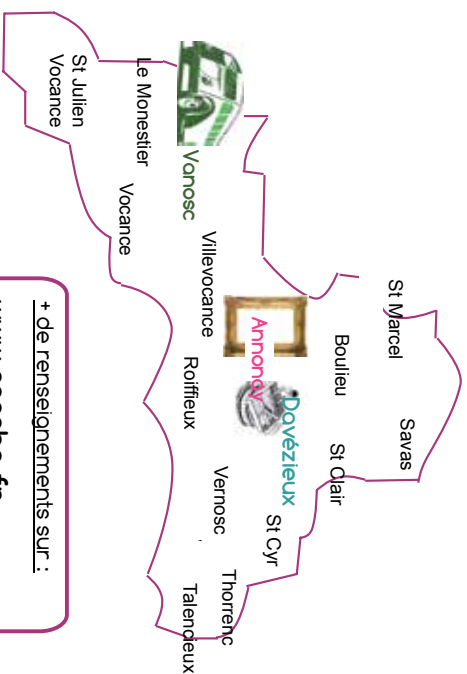 Savas
St Marcel
Boulieu
St Clair
Davézieux
St Cyr
Annonay
Thorrenc
Vernosc ,
Villevocance
Vanosc
Roiffieux
Talencieux
Le Monestier
Vocance
St Julien
Vocance
+ de renseignements sur :